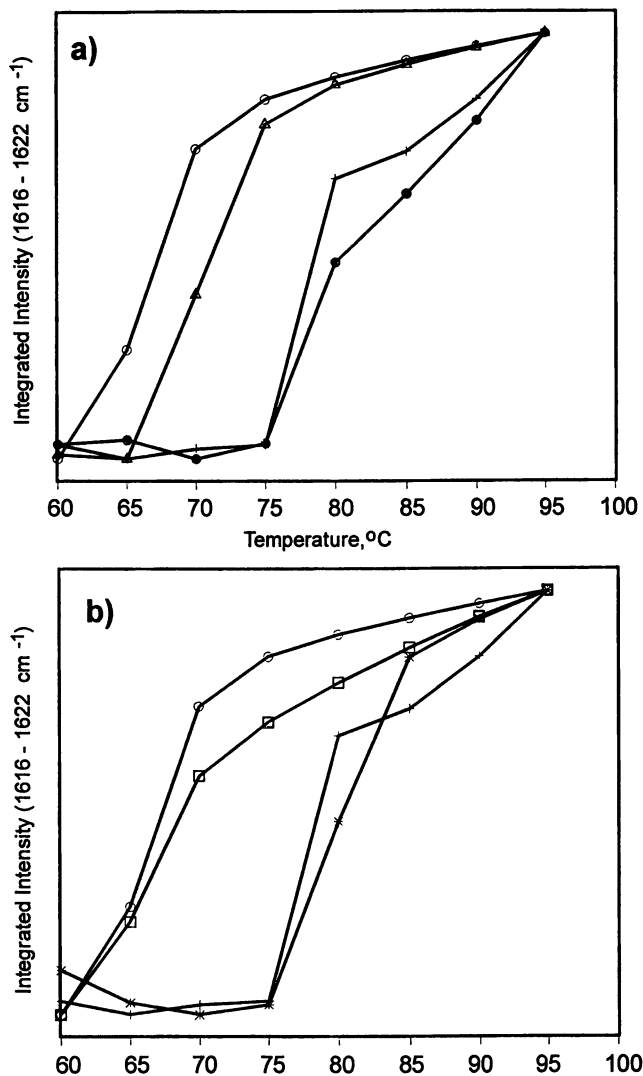 a)
Integrated Intensity (1616 - 1622 cm⁻¹)
60 65 70 75 80 85 90 95 100
Temperature,ºC
b)
Integrated Intensity (1616 - 1622 cm⁻¹)
60 65 70 75 80 85 90 95 100